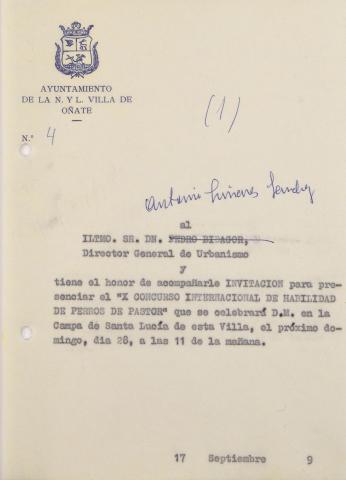 AYUNTAMIENTO
DE LA N. Y L. VILLA DE
OÑATE
N.° 4
(1)
Antonio Linares Sánchez
al
ILTMO. SR. DN. PEDRO BIDAGOR,
Director General de Urbanismo
y
tiene el honor de acompañarle INVITACION para pre-
senciar el "X CONCURSO INTERNACIONAL DE HABILIDAD
DE PERROS DE PASTOR" que se celebrará D.M. en la
Campa de Santa Lucía de esta Villa, el próximo do-
mingo, dia 28, a las 11 de la mañana.
17 Septiembre 9